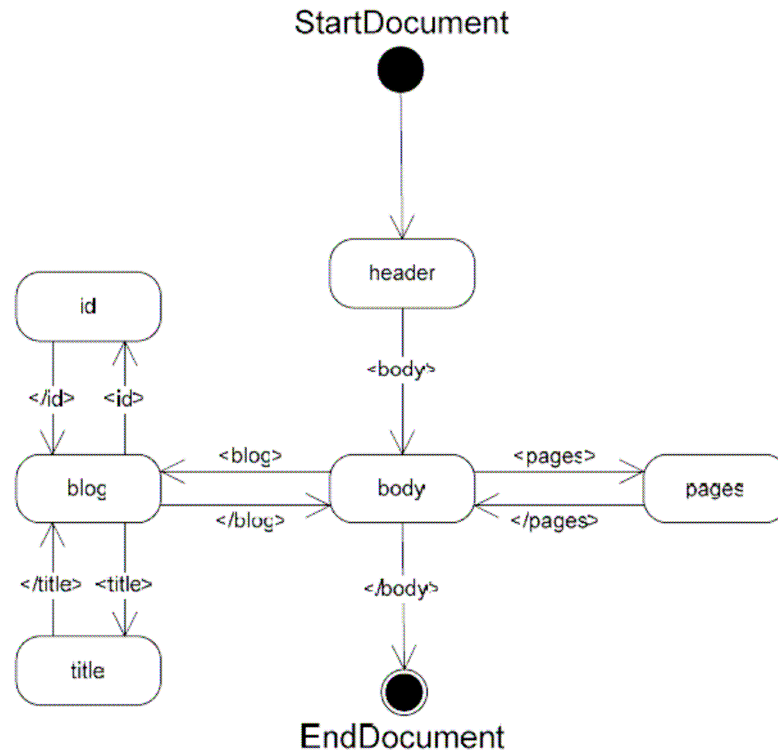 StartDocument
header
id
<body>
</id>
<id>
<blog>
<pages>
blog
body
pages
</blog>
</pages>
</title>
<title>
</body>
title
EndDocument